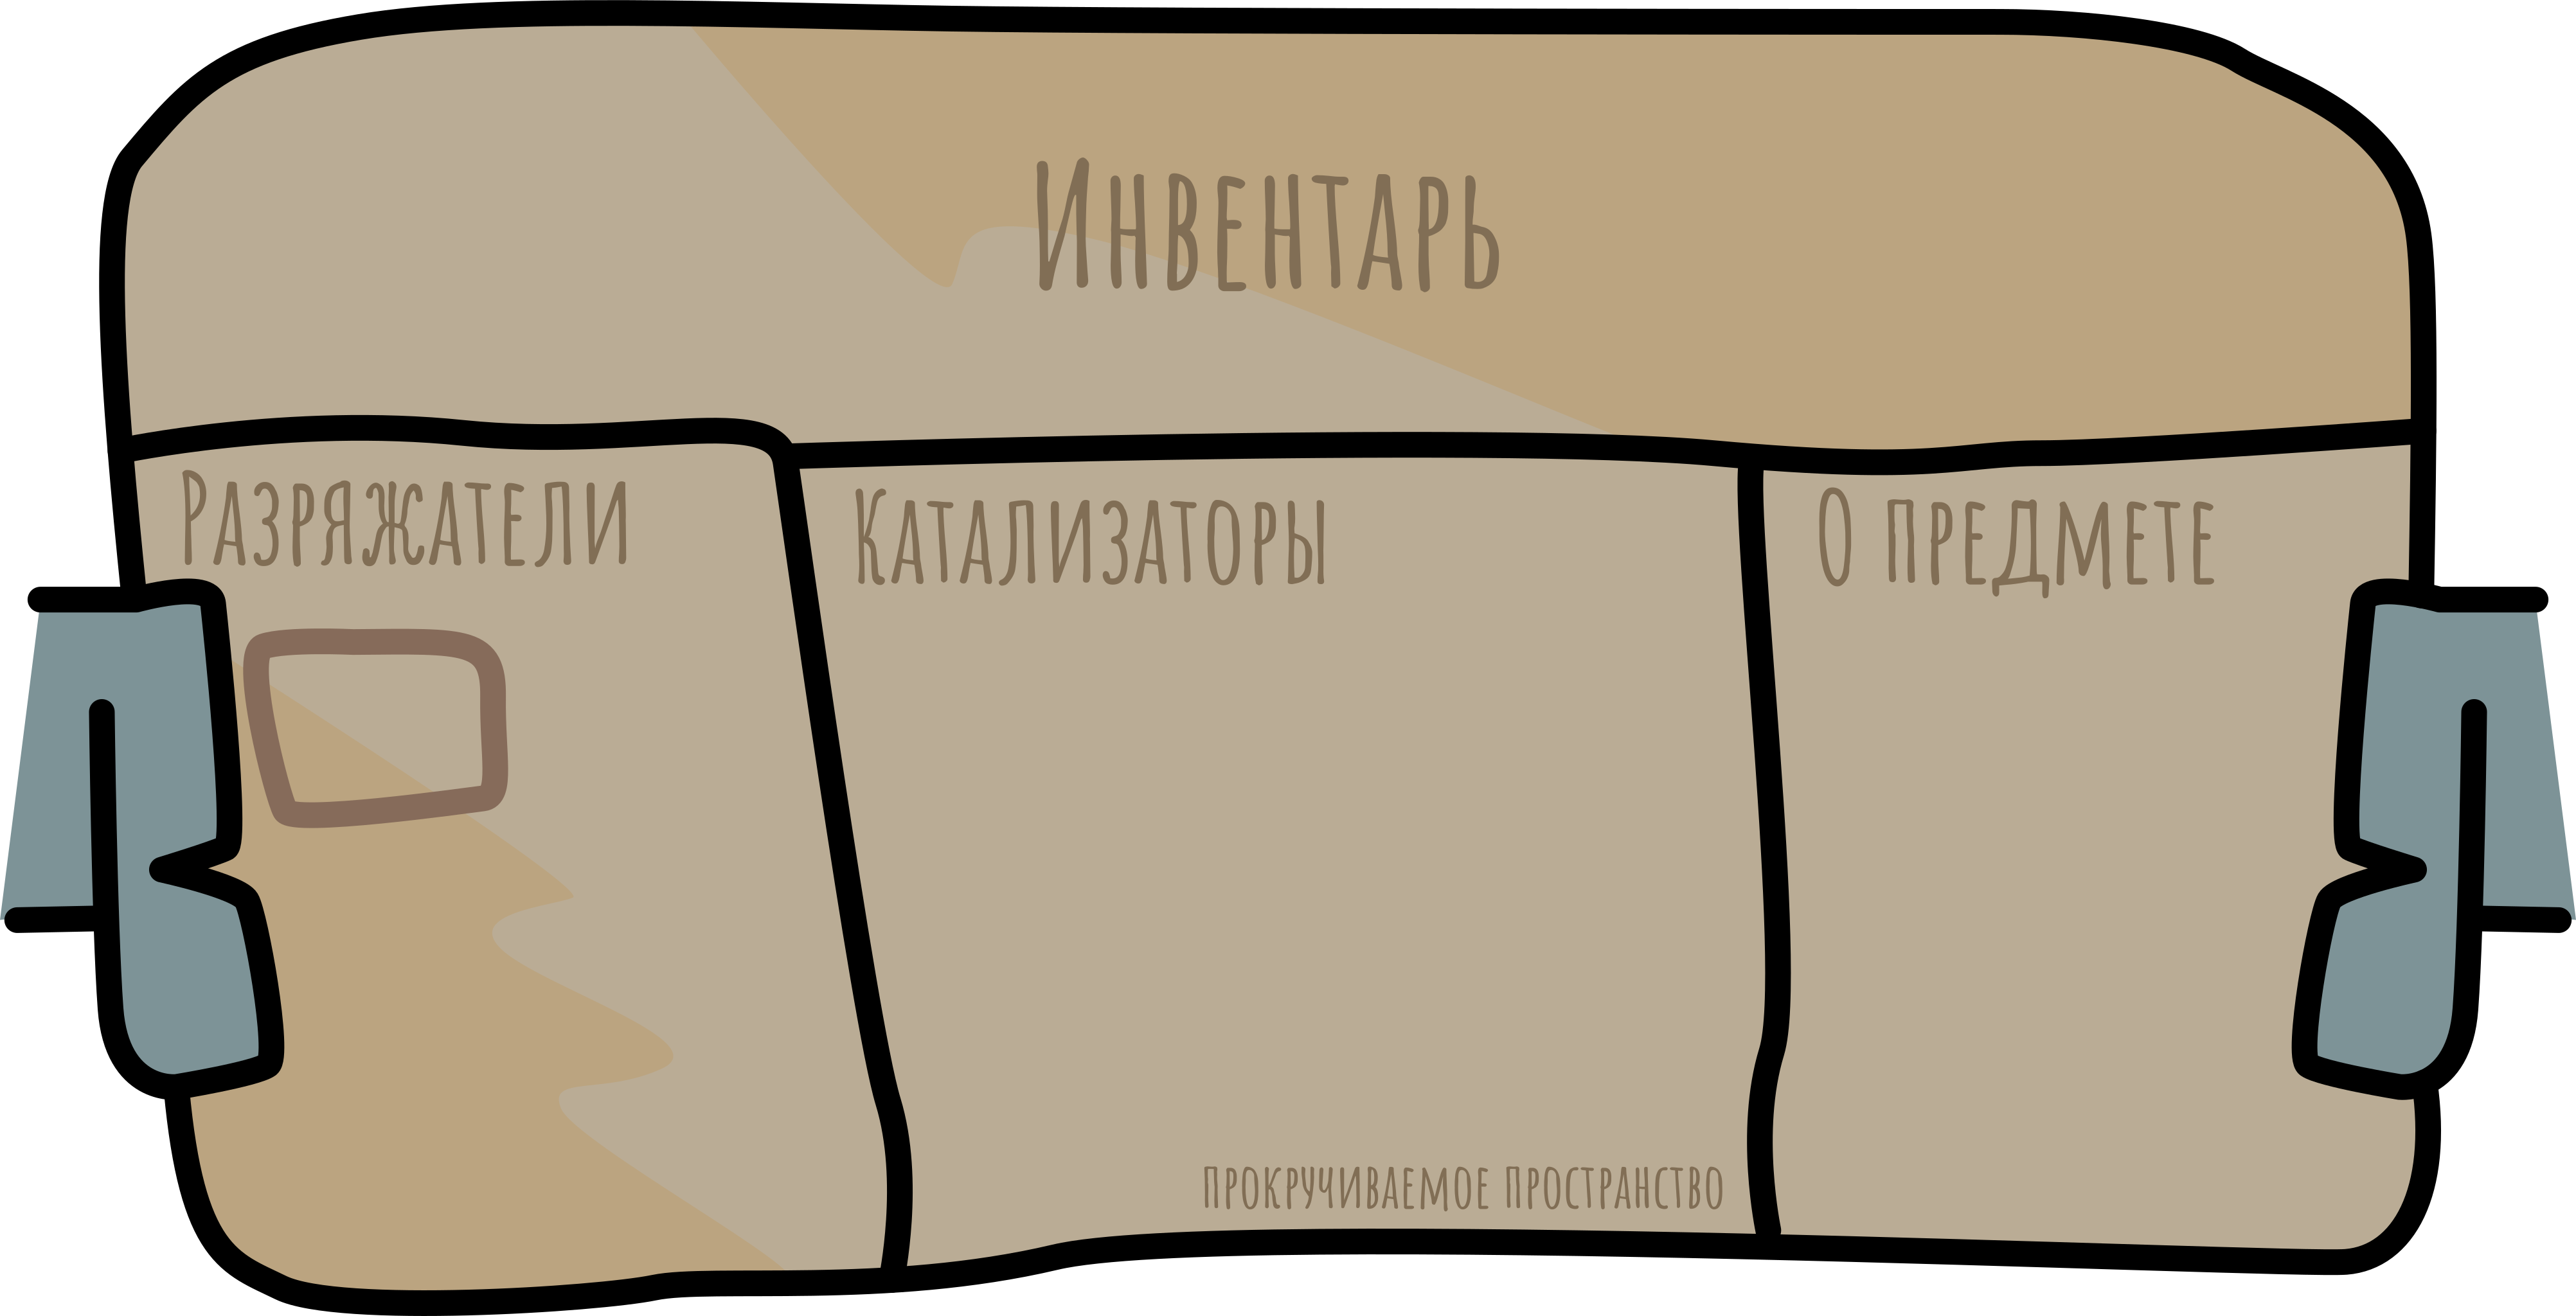 Инвентарь
Разряжатели
Катализаторы
О предмете
прокручиваемое пространство